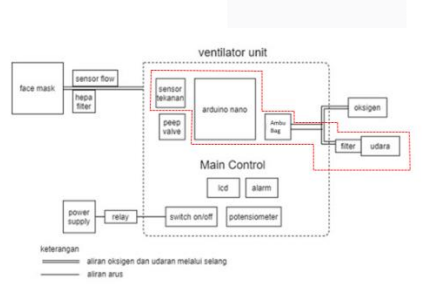 ventilator unit
face mask
sensor flow
hepa
filter
sensor
tekanan
arduino nano
peep
valve
Ambu
Bag
oksigen
filter
udara
Main Control
lcd
alarm
power
supply
relay
switch on/off
potensiometer
keterangan
aliran oksigen dan udaran melalui selang
aliran arus